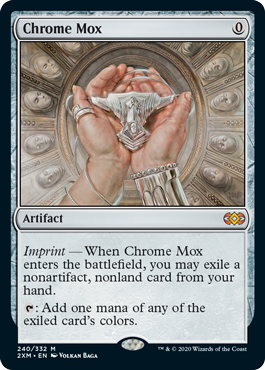 Chrome Mox 0
Artifact
Imprint — When Chrome Mox
enters the battlefield, you may exile a
nonartifact, nonland card from your
hand.
: Add one mana of any of the
exiled card's colors.
240/332 M
2XM • EN VOLKAN BAGA
™ & © 2020 Wizards of the Coast